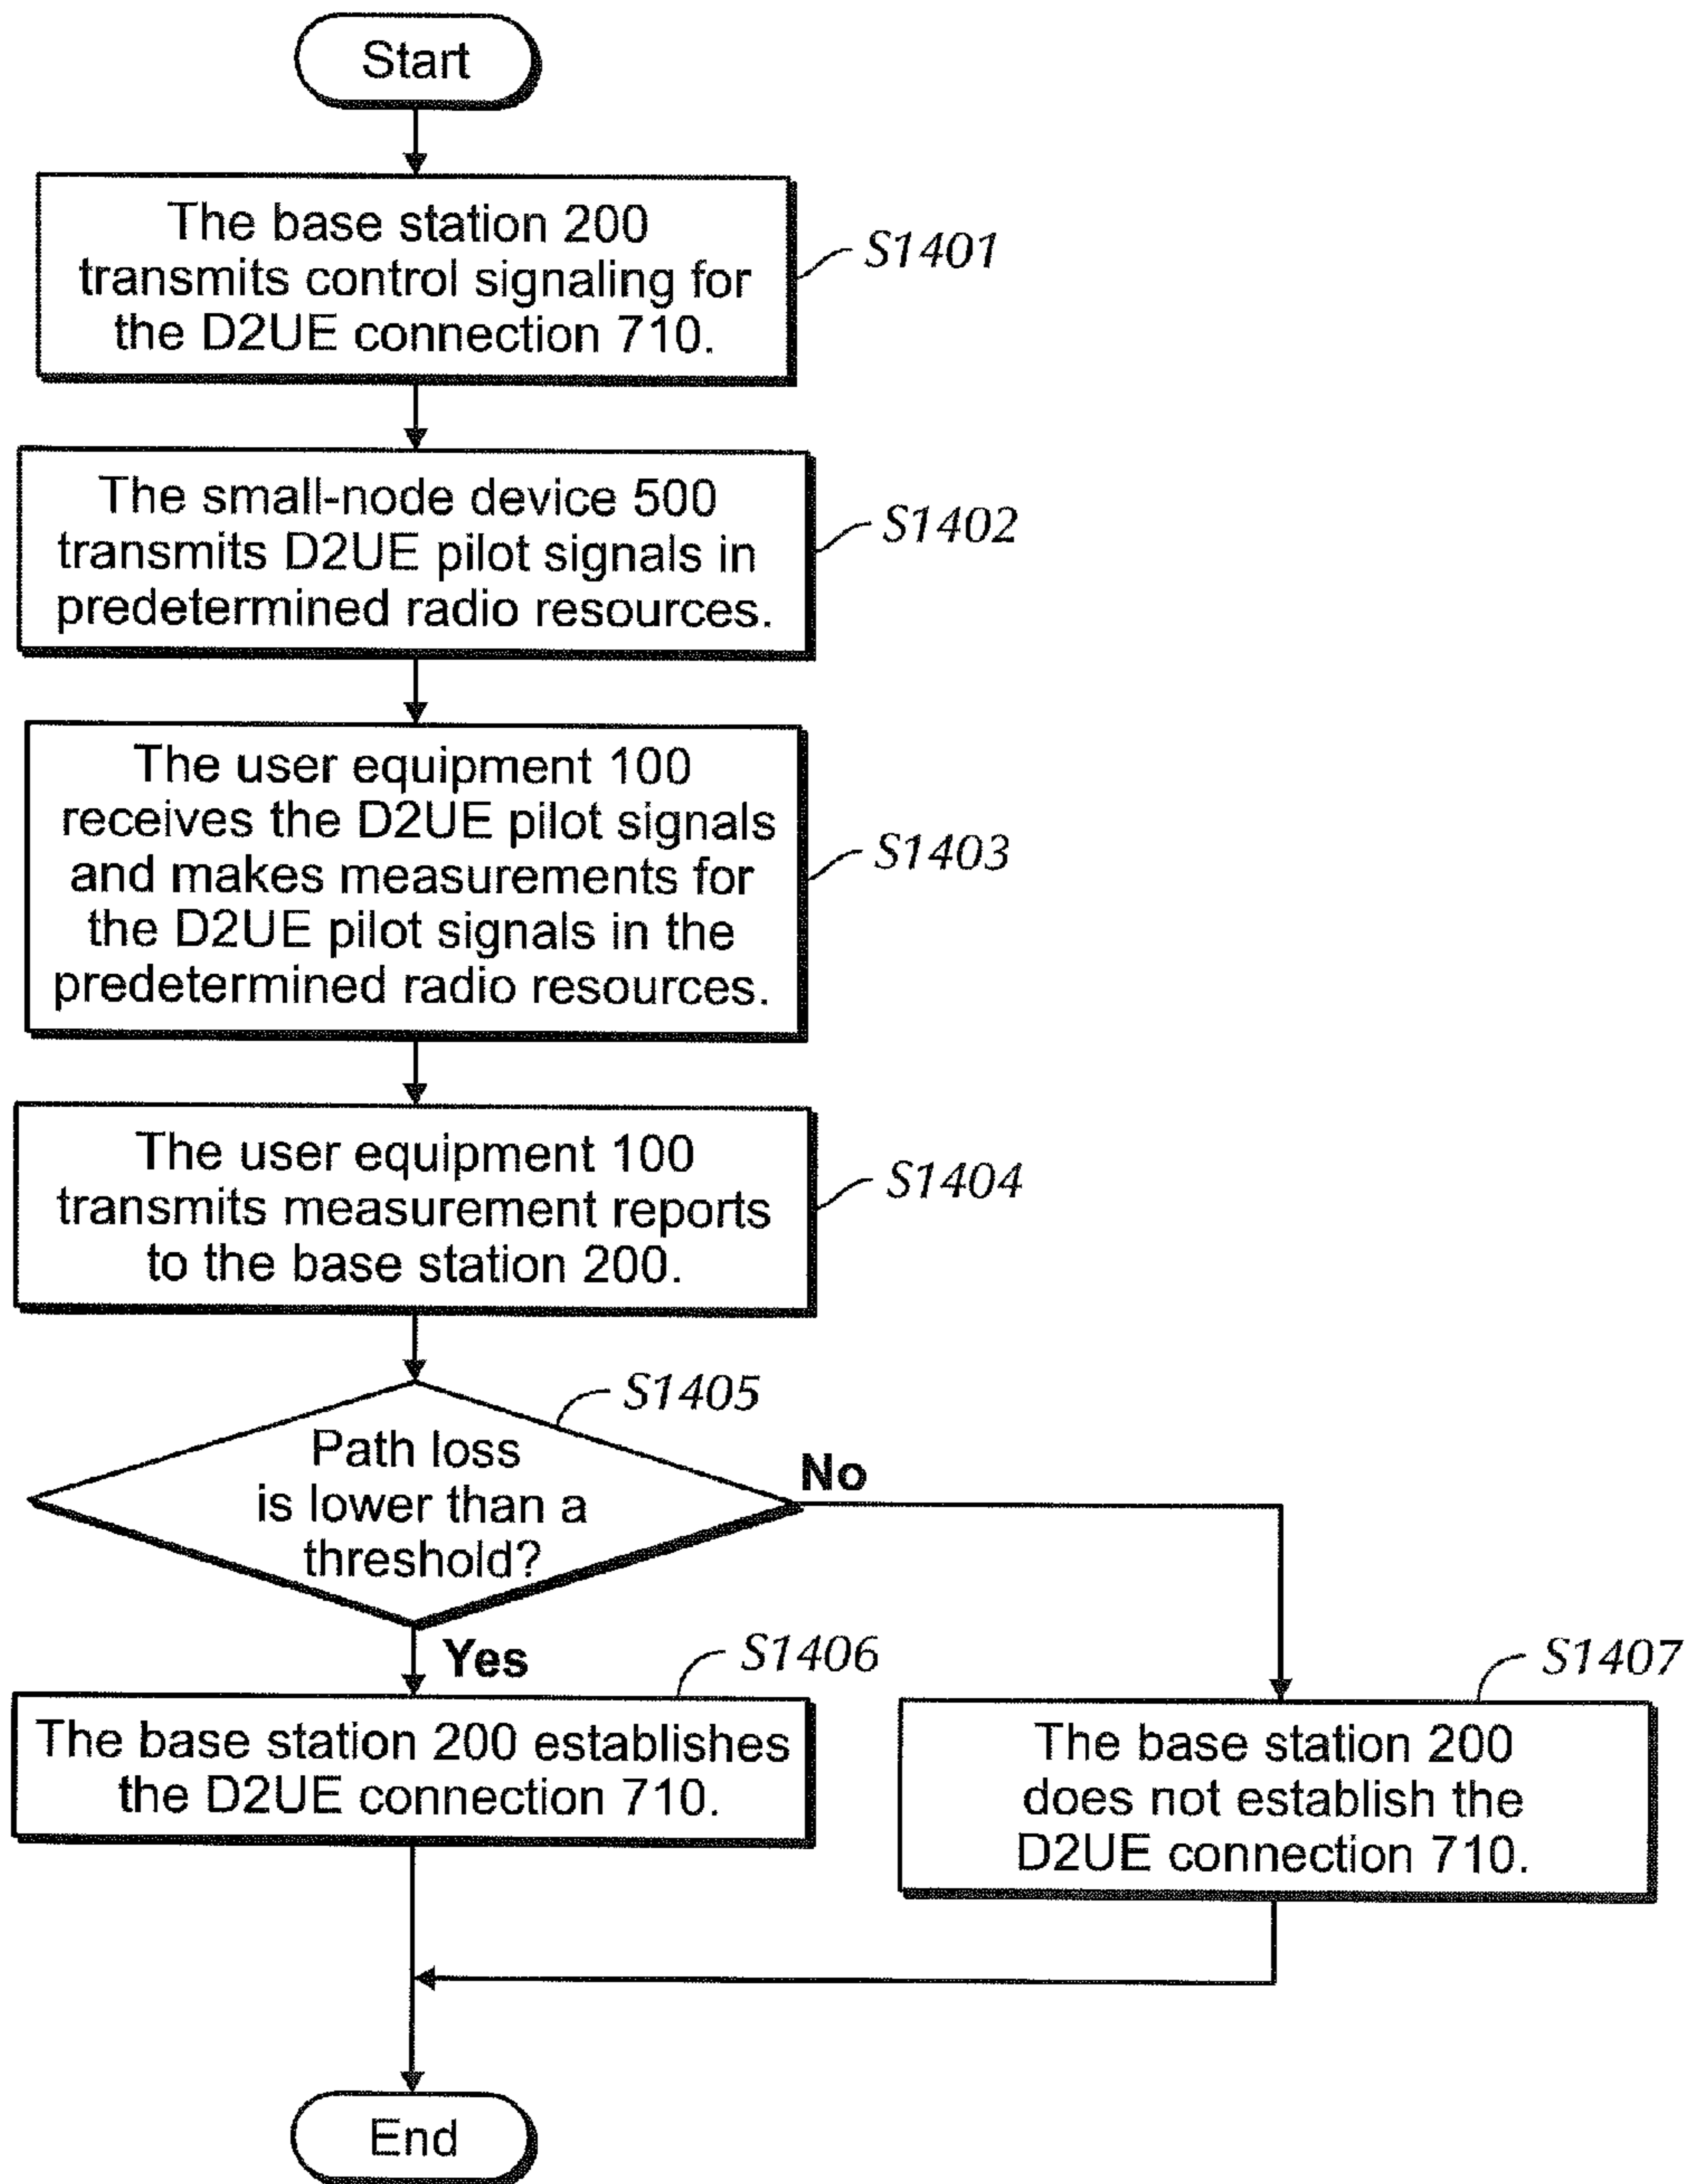 Start
The base station 200
transmits control signaling for
the D2UE connection 710.
S1401
The small-node device 500
transmits D2UE pilot signals in
predetermined radio resources.
S1402
The user equipment 100
receives the D2UE pilot signals
and makes measurements for
the D2UE pilot signals in the
predetermined radio resources.
S1403
The user equipment 100
transmits measurement reports
to the base station 200.
S1404
S1405
Path loss
is lower than a
threshold?
No
Yes
S1406
The base station 200 establishes
the D2UE connection 710.
S1407
The base station 200
does not establish the
D2UE connection 710.
End